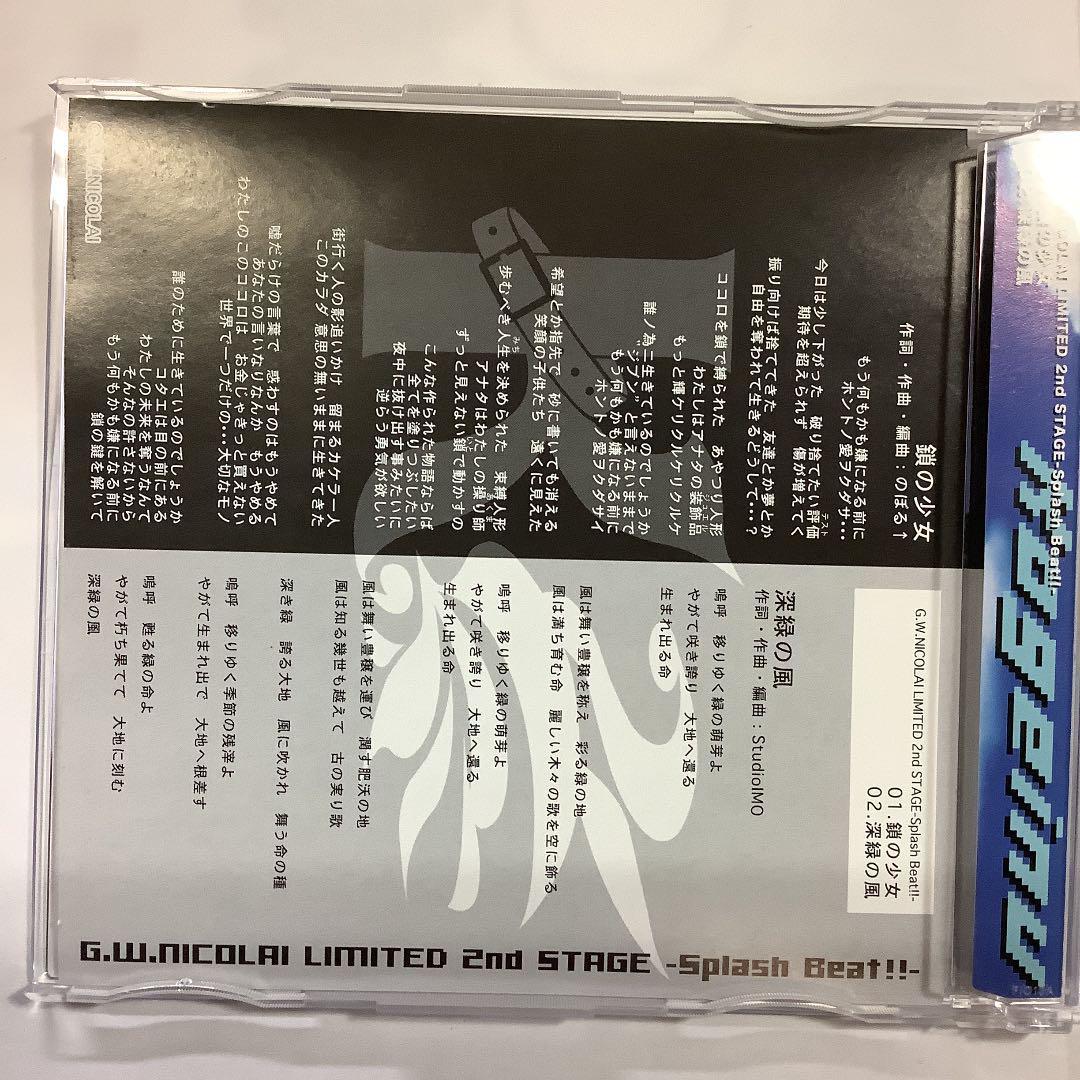 鎖の少女
作詞・作曲・編曲：のぼる↑
もう何もかも嫌になる前に
ホントノ愛ヲクダサ…
今日は少し下がった　破り捨てたい評価
テスト
期待を超えられず　傷が増えてく
振り向けば捨ててきた　友達とか夢とか
自由を奪われて生きるどうして…？
ココロを鎖で縛られた　あやつり人形
わたしはアナタの装飾品
ジュエル
もっと輝ケリクルケリクルケ
誰ノ為ニ生きているのでしょうか
“ジブン”と言えないままで
もう何もかも嫌になる前に
ホントノ愛ヲクダサイ
希望とか指先で　砂に書いても消える
笑顔の子供たち　遠くに見えた
歩むべき人生を決められた　束縛人形
みち
アナタはわたしの操り師
ずっと見えない鎖で動かすの
こんな作られた物語ならば
全てを塗りつぶしたい
夜中に抜け出す事みたいに
逆らう勇気が欲しい
街行く人の影追いかけ　留まるカケラ一人
このカラダ　意思の無いままに生きてきた
嘘だらけの言葉で　惑わすのはもうやめて
あなたの言いなりなんか　もうやめる
わたしのこのココロは　お金じゃきっと買えない
世界で一つだけの…大切なモノ
誰のために生きているのでしょうか
コタエは目の前にある
わたしの未来を奪うなんて
そんなの許さないから
もう何もかも嫌になる前に
鎖の鍵を解いて
深緑の風
作詞・作曲・編曲：StudioIMO
嗚呼　移りゆく緑の萌芽よ
やがて咲き誇り　大地へ還る
生まれ出る命
風は舞い豊穣を称え　彩る緑の地
風は満ち育む命　麗しい木々の歌を空に飾る
嗚呼　移りゆく緑の萌芽よ
やがて咲き誇り　大地へ還る
生まれ出る命
風は舞い豊穣を運び　潤す肥沃の地
風は知る幾世も越えて　古の実り歌
深き緑　誇る大地　風に吹かれ　舞う命の種
嗚呼　移りゆく季節の残滓よ
やがて生まれ出で　大地へ根差す
嗚呼　甦る緑の命よ
やがて朽ち果てて　大地に刻む
深緑の風
G.W.NICOLAI LIMITED 2nd STAGE-Splash Beat!!-
01.鎖の少女
02.深緑の風
G.W.NICOLAI LIMITED 2nd STAGE -Splash Beat!!-
NICOLAI
LIMITED 2nd STAGE-Splash Beat!!-